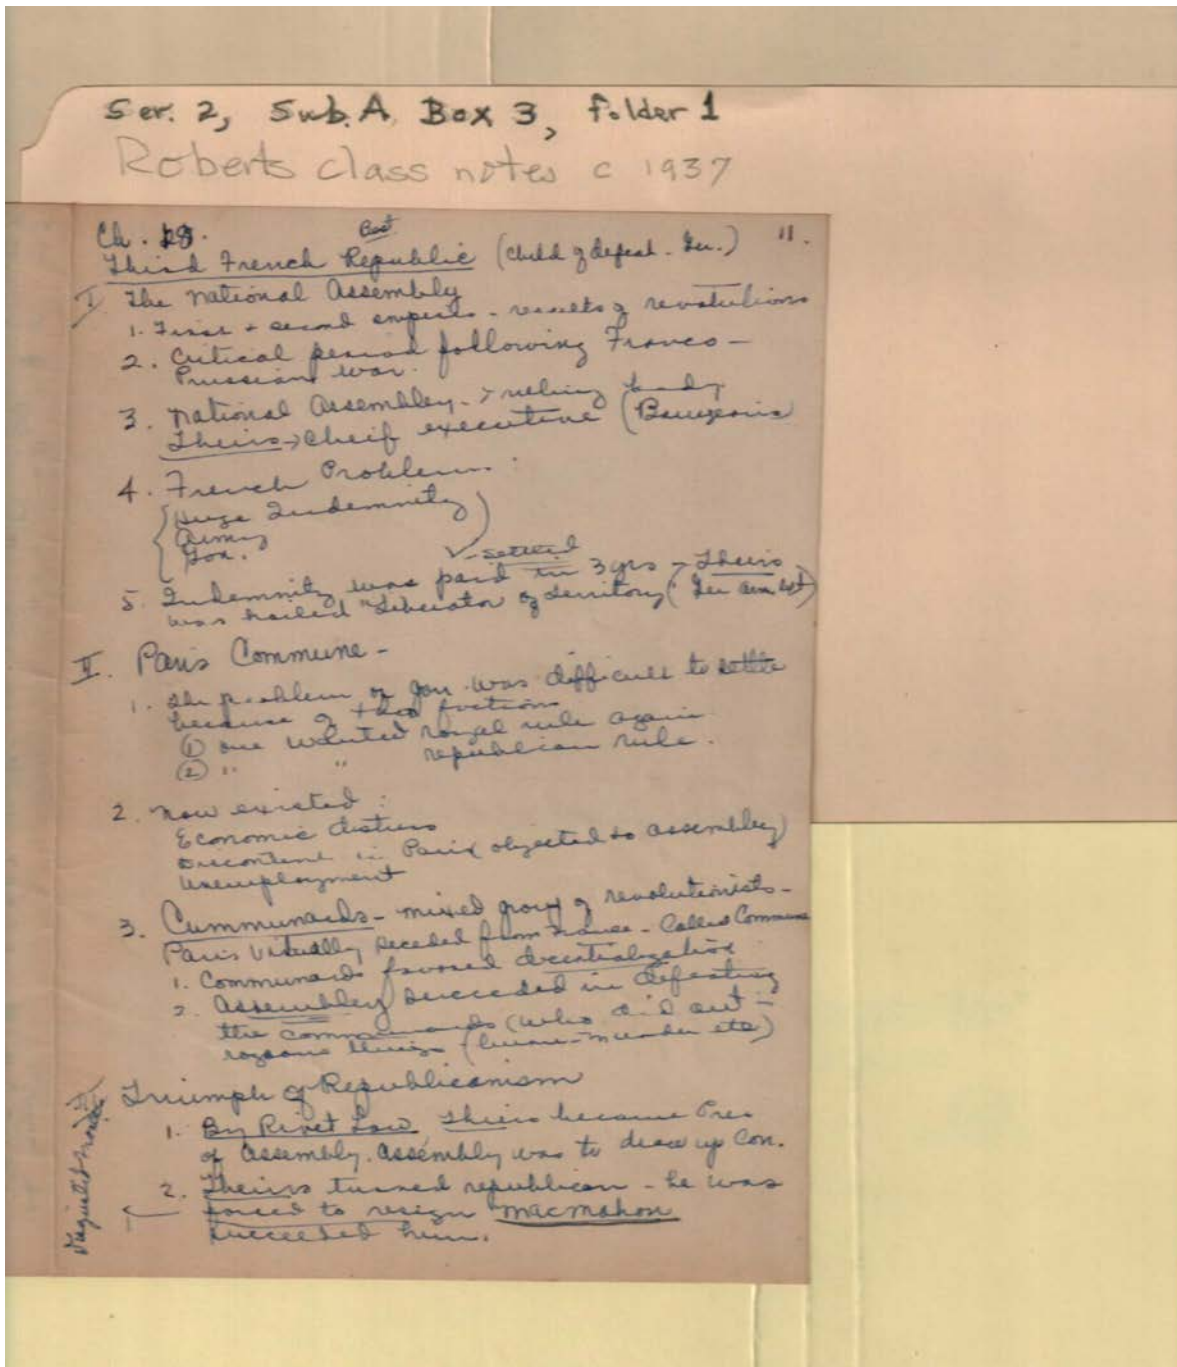 Ser. 2, Sub. A Box 3, folder 1
Roberts class notes c 1937
Ch. 28. 11.
Third French Republic (child of defeat - Ger.)
I The National Assembly
1. First + second empires - results of revolutions
2. Critical period following Franco-
Prussian war.
3. National Assembly - ruling body
Theirs → Cheif executive (Bourgeois
4. French Problem :
Huge Indemnity
Army
Gov.
✓ - settled
5. Indemnity was paid in 3 yrs - Theirs
was hailed "Liberator of territory (Ger arm left)
II. Paris Commune -
1. The problem of gov. was difficult to settle
because of two factions
① one wanted royal rule again
② " " republican rule.
2. Now existed :
Economic distress
Discontent in Paris (objected to assembly)
Unemployment
3. Cummunards - mixed group of revolutionists -
Paris virtually seceded from France - Called Commune
1. Communards favored decentralization
2. Assembly succeeded in defeating
the communards (who did out-
rageous things (burn-murder etc)
Triumph of Republicanism
1. By Rivet Law Theirs became Pres
of Assembly. Assembly was to draw up Con.
2. Theirs turned republican - he was
forced to resign MacMahon
succeeded him.
Disgusted